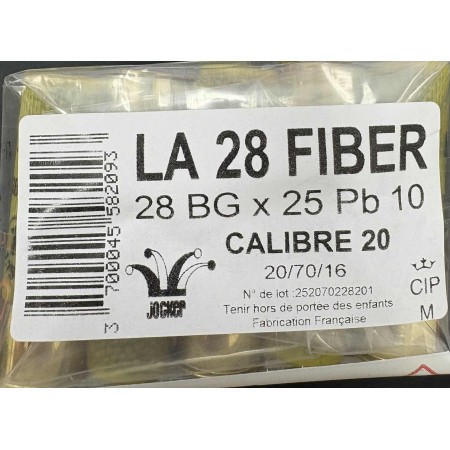 LA 28 FIBER
28 BG x 25 Pb 10
CALIBRE 20
20/70/16
N° de lot :252070228201
Tenir hors de portée des enfants
Fabrication Française
CIP
M
JOCKER
3 700045 582093